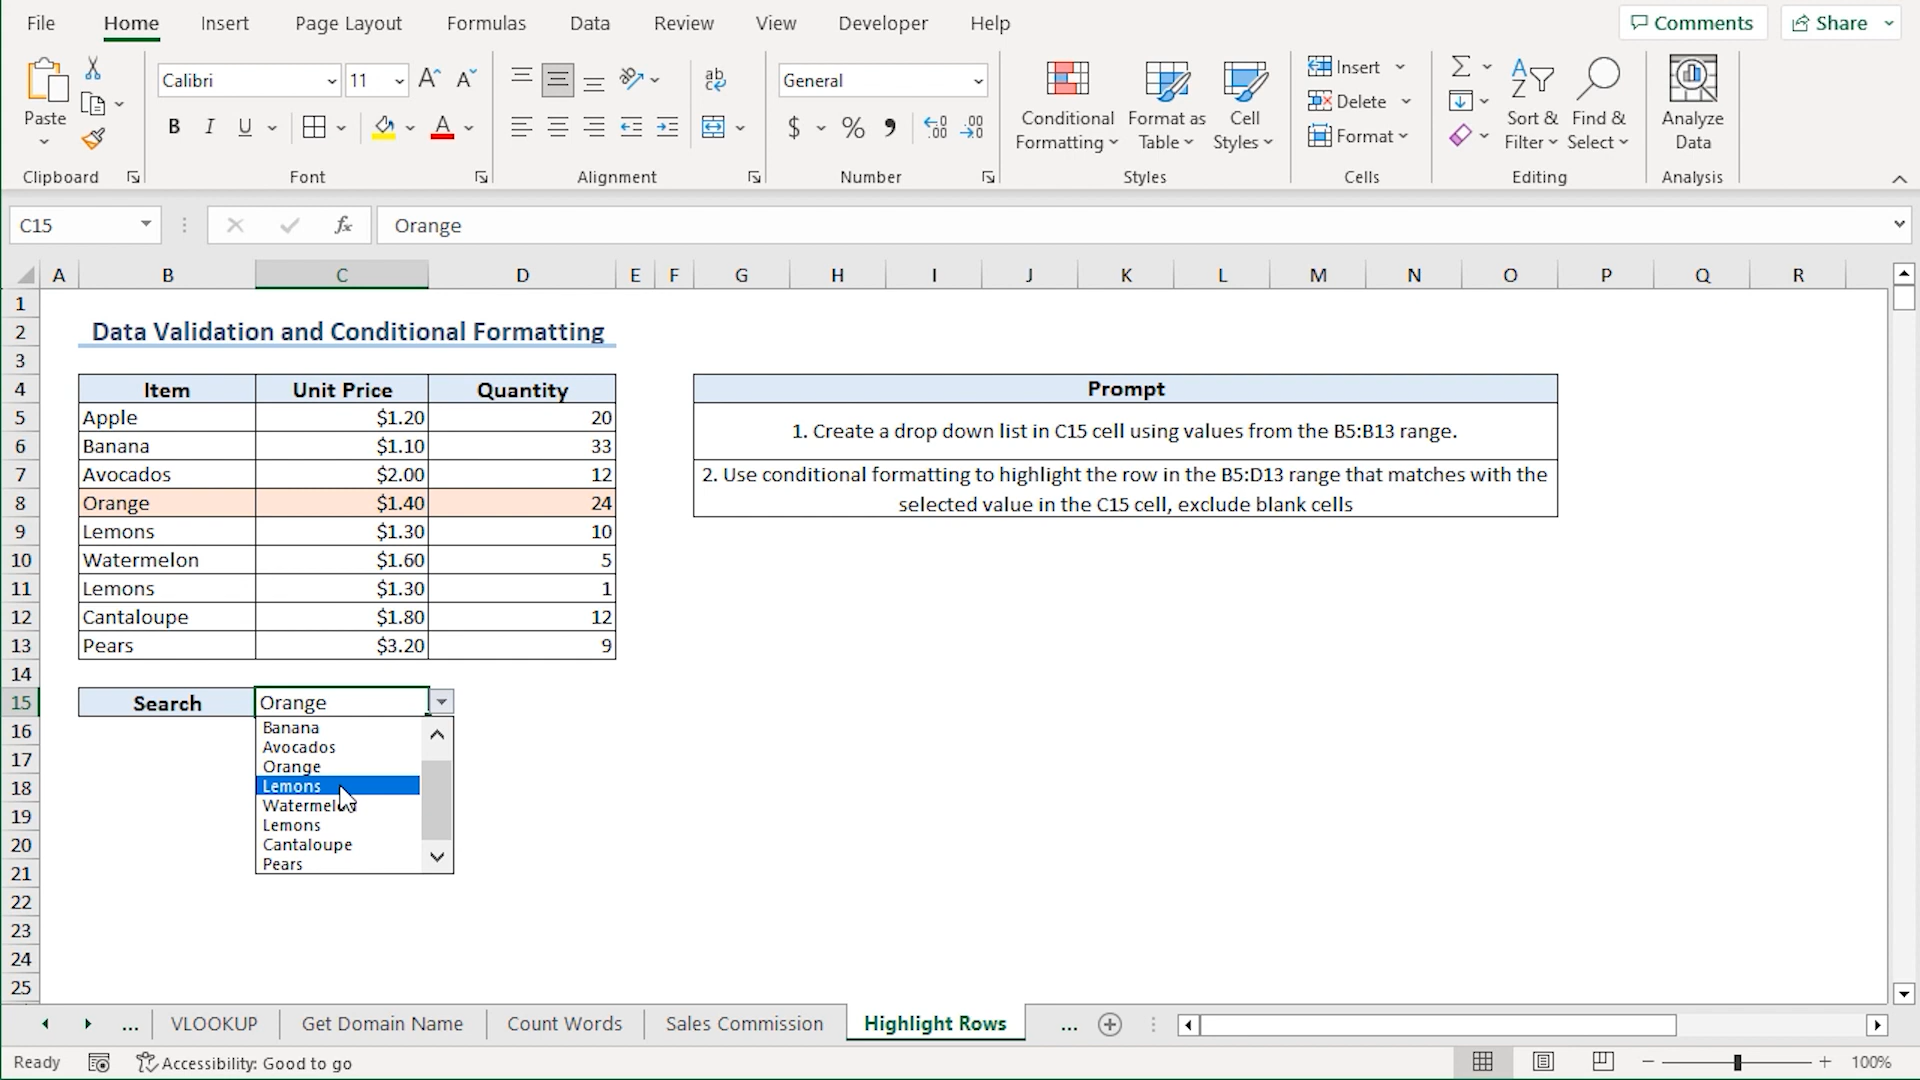 File Home Insert Page Layout Formulas Data Review View Developer Help Comments Share
Calibri 11 General Insert
Paste Conditional Format as Cell Delete Sort & Find & Analyze
Formatting Table Styles Format Filter Select Data
Clipboard Font Alignment Number Styles Cells Editing Analysis
C15 fx Orange
A B C D E F G H I J K L M N O P Q R
1
2 Data Validation and Conditional Formatting
3
4 Item Unit Price Quantity Prompt
5 Apple $1.20 20
1. Create a drop down list in C15 cell using values from the B5:B13 range.
6 Banana $1.10 33
7 Avocados $2.00 12 2. Use conditional formatting to highlight the row in the B5:D13 range that matches with the
8 Orange $1.40 24 selected value in the C15 cell, exclude blank cells
9 Lemons $1.30 10
10 Watermelon $1.60 5
11 Lemons $1.30 1
12 Cantaloupe $1.80 12
13 Pears $3.20 9
14
15 Search Orange
16 Banana
Avocados
17 Orange
18 Lemons
Watermelon
19 Lemons
20 Cantaloupe
21 Pears
22
23
24
25
... VLOOKUP Get Domain Name Count Words Sales Commission Highlight Rows ...
Ready Accessibility: Good to go 100%